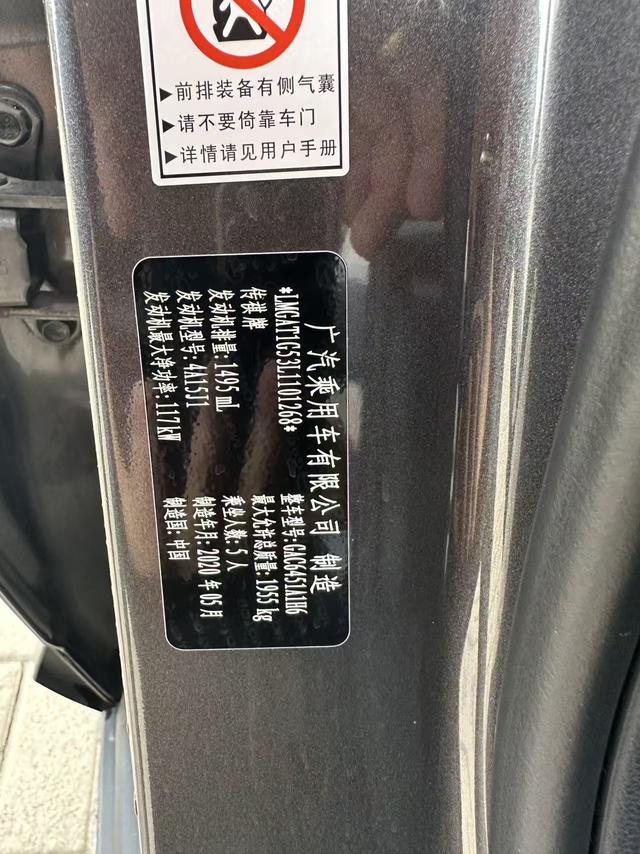 前排装备有侧气囊
请不要倚靠车门
详情请见用户手册
广汽乘用车有限公司 制造
*LMGAT1G53L1101268*
整车型号:GAC6451A1H6
传祺牌
最大允许总质量:1955 kg
发动机排量:1495 mL
乘坐人数:5 人
发动机型号:4A15J1
制造年月:2020 年 05 月
发动机最大净功率:117 kW
制造国:中国